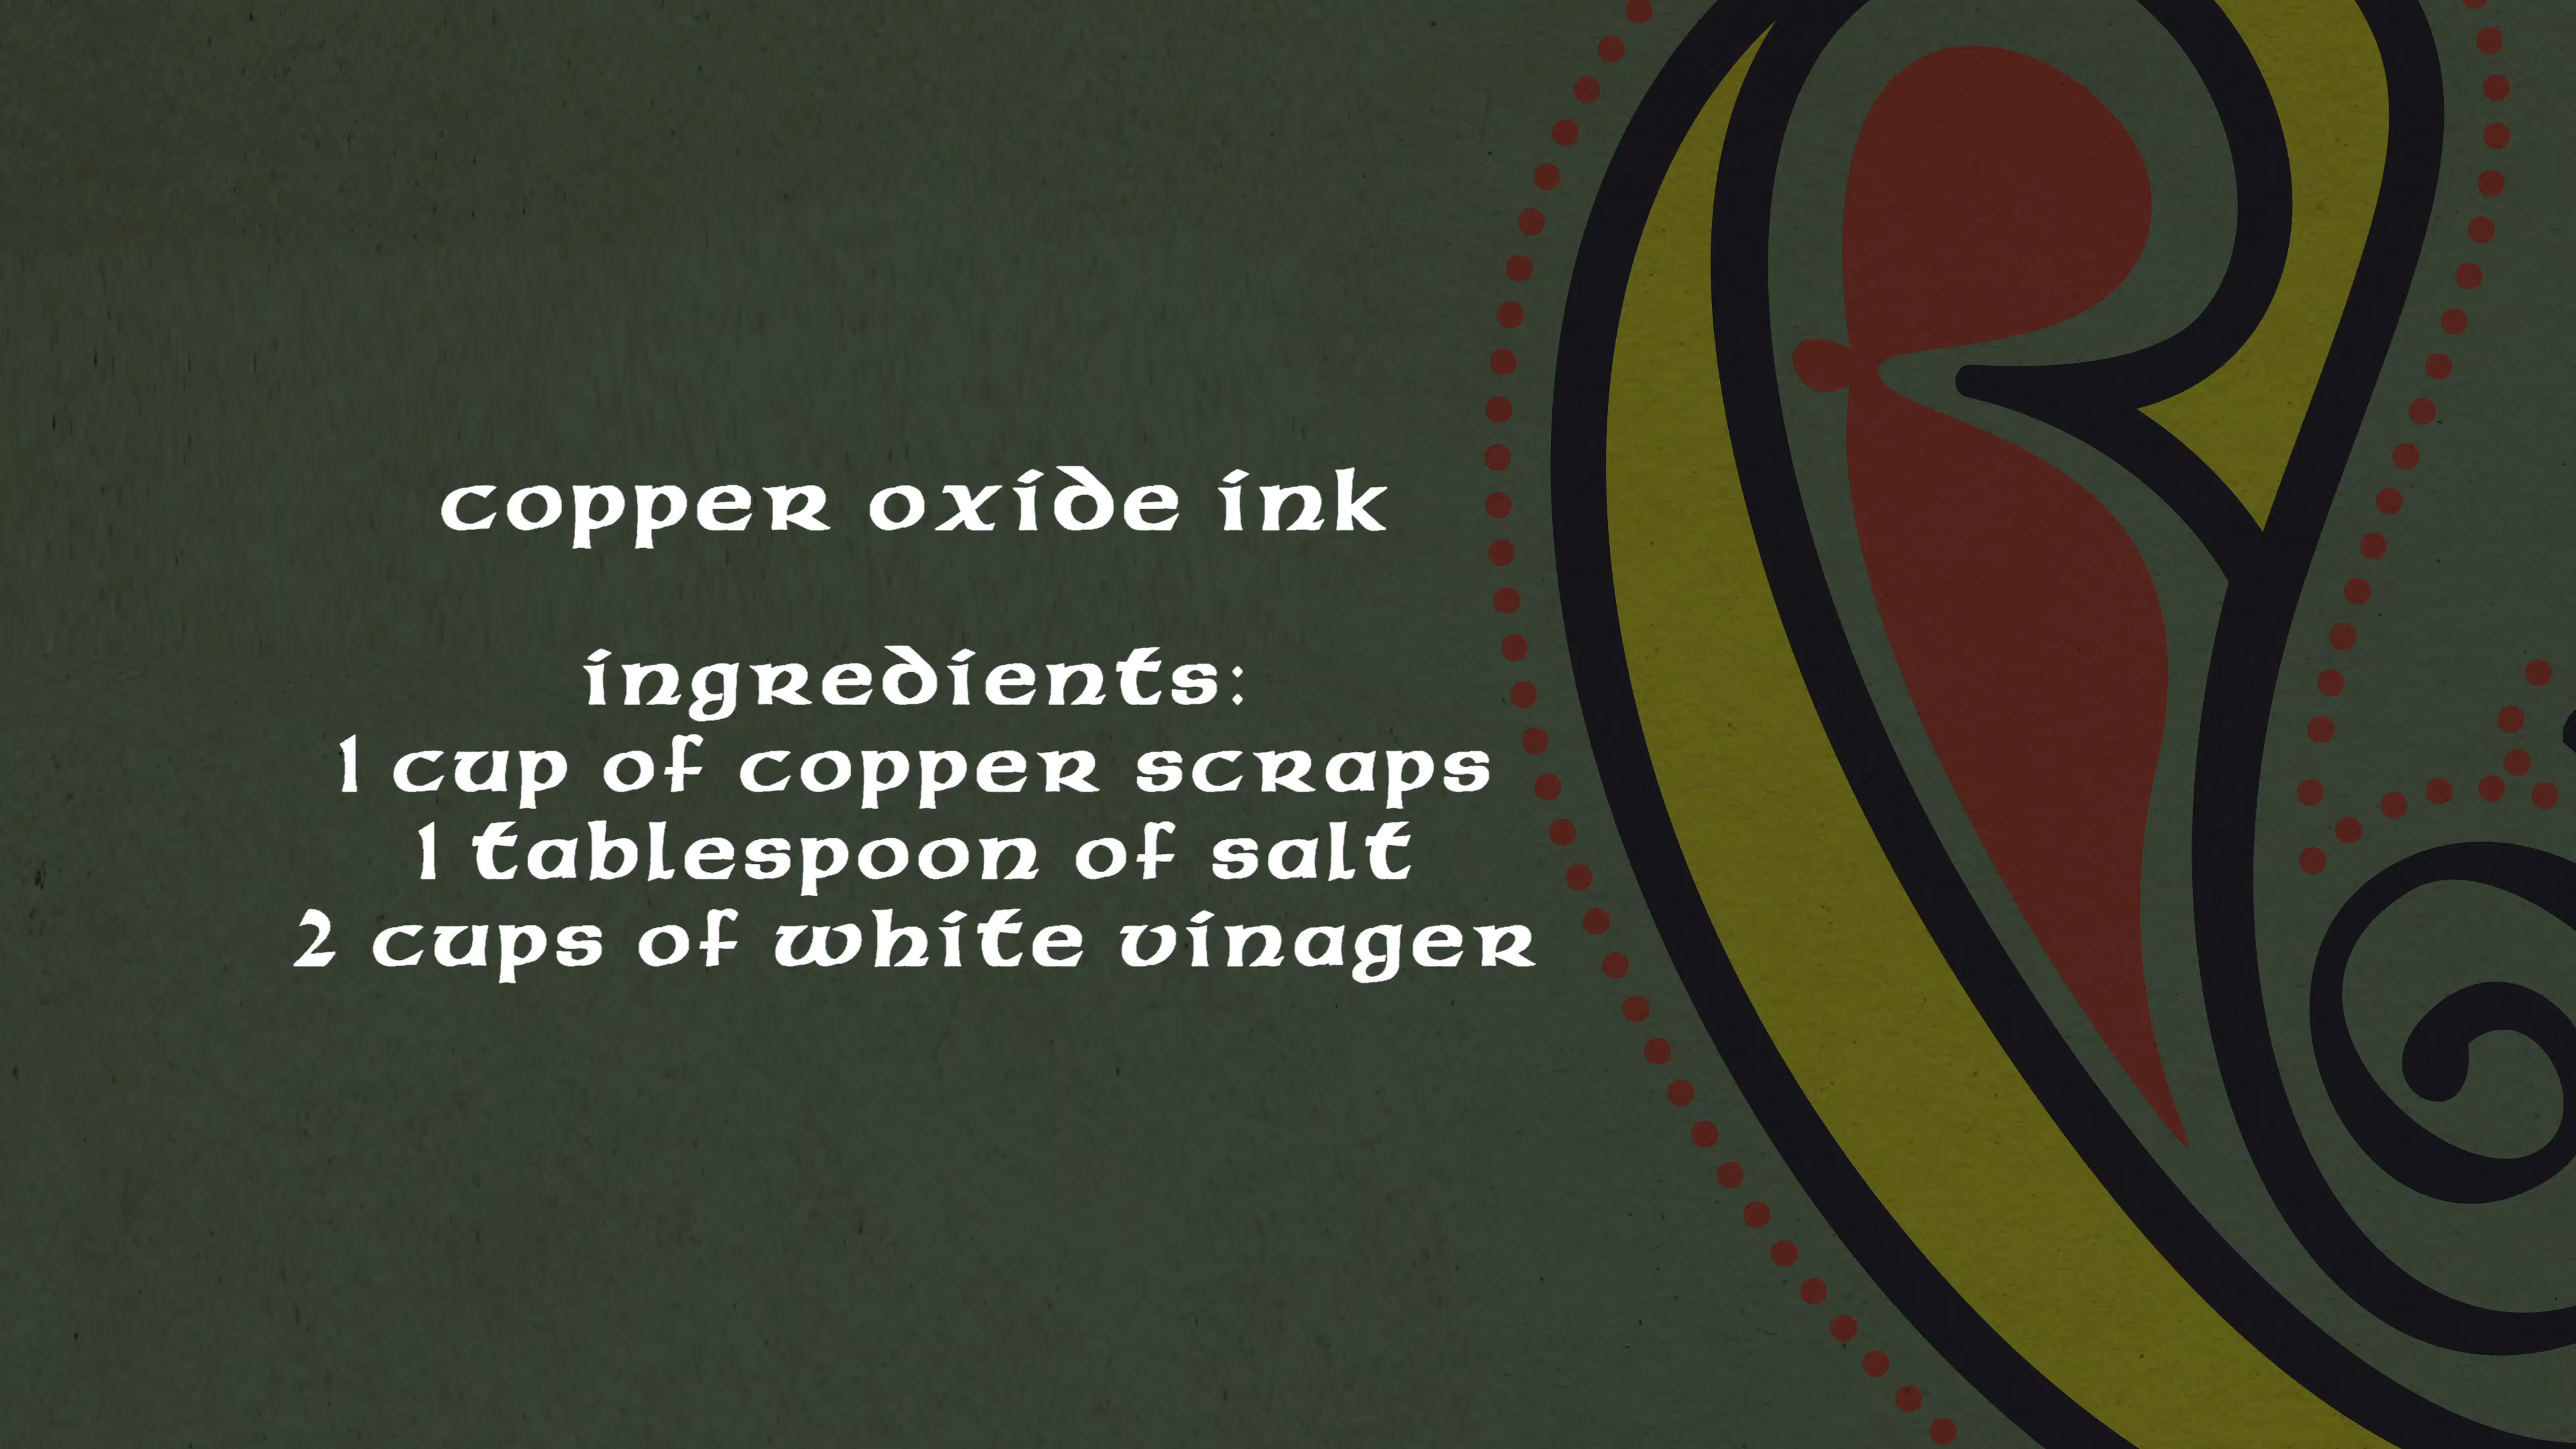 copper oxide ink
ingredients:
1 cup of copper scraps
1 tablespoon of salt
2 cups of white vinager